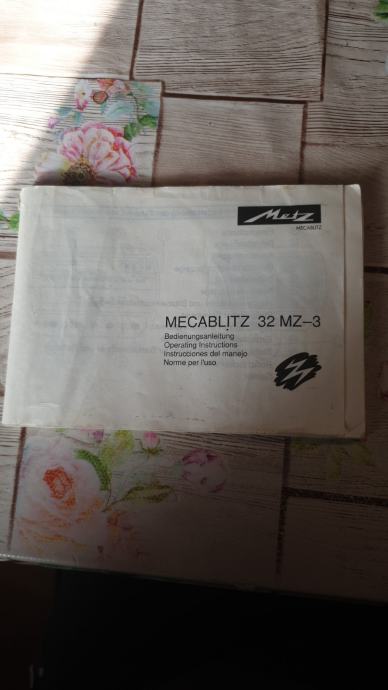 Metz
MECABLITZ
MECABLITZ 32 MZ–3
Bedienungsanleitung
Operating Instructions
Instrucciones del manejo
Norme per l'uso